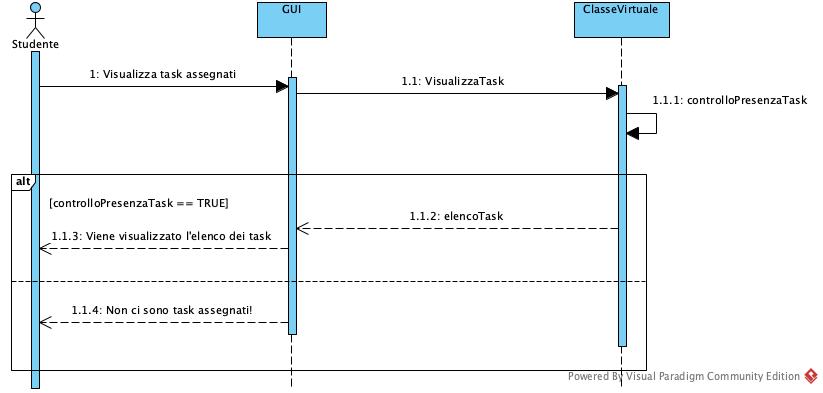 GUI
ClasseVirtuale
Studente
1: Visualizza task assegnati
1.1: VisualizzaTask
1.1.1: controlloPresenzaTask
alt
[controlloPresenzaTask == TRUE]
1.1.2: elencoTask
1.1.3: Viene visualizzato l'elenco dei task
1.1.4: Non ci sono task assegnati!
Powered By Visual Paradigm Community Edition